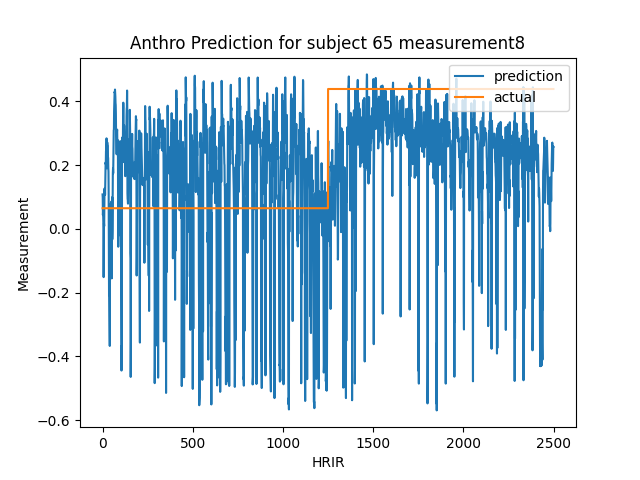 Anthro Prediction for subject 65 measurement8
prediction
actual
0.4
0.2
0.0
−0.2
−0.4
−0.6
Measurement
0
500
1000
1500
2000
2500
HRIR